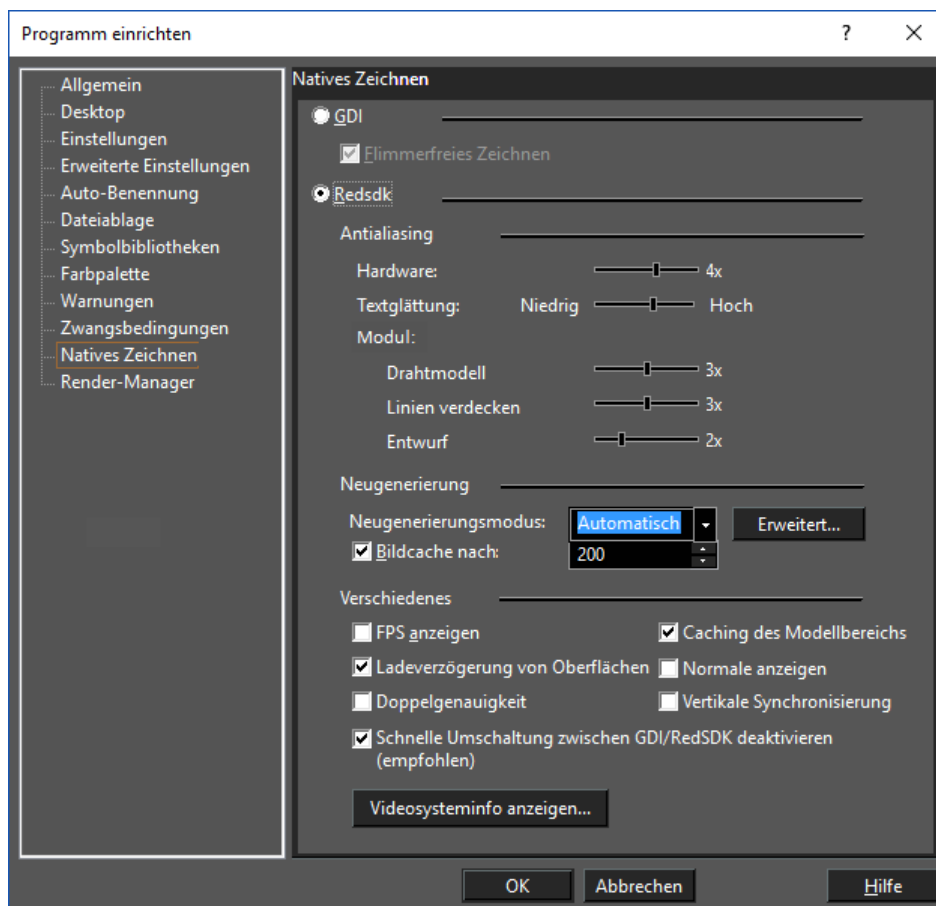 Programm einrichten
?
Allgemein
Desktop
Einstellungen
Erweiterte Einstellungen
Auto-Benennung
Dateiablage
Symbolbibliotheken
Farbpalette
Warnungen
Zwangsbedingungen
Natives Zeichnen
Render-Manager
Natives Zeichnen
GDI
Flimmerfreies Zeichnen
Redsdk
Antialiasing
Hardware: 4x
Textglättung: Niedrig Hoch
Modul:
Drahtmodell 3x
Linien verdecken 3x
Entwurf 2x
Neugenerierung
Neugenerierungsmodus: Automatisch Erweitert...
Bildcache nach: 200
Verschiedenes
FPS anzeigen Caching des Modellbereichs
Ladeverzögerung von Oberflächen Normale anzeigen
Doppelgenauigkeit Vertikale Synchronisierung
Schnelle Umschaltung zwischen GDI/RedSDK deaktivieren
(empfohlen)
Videosysteminfo anzeigen...
OK Abbrechen Hilfe